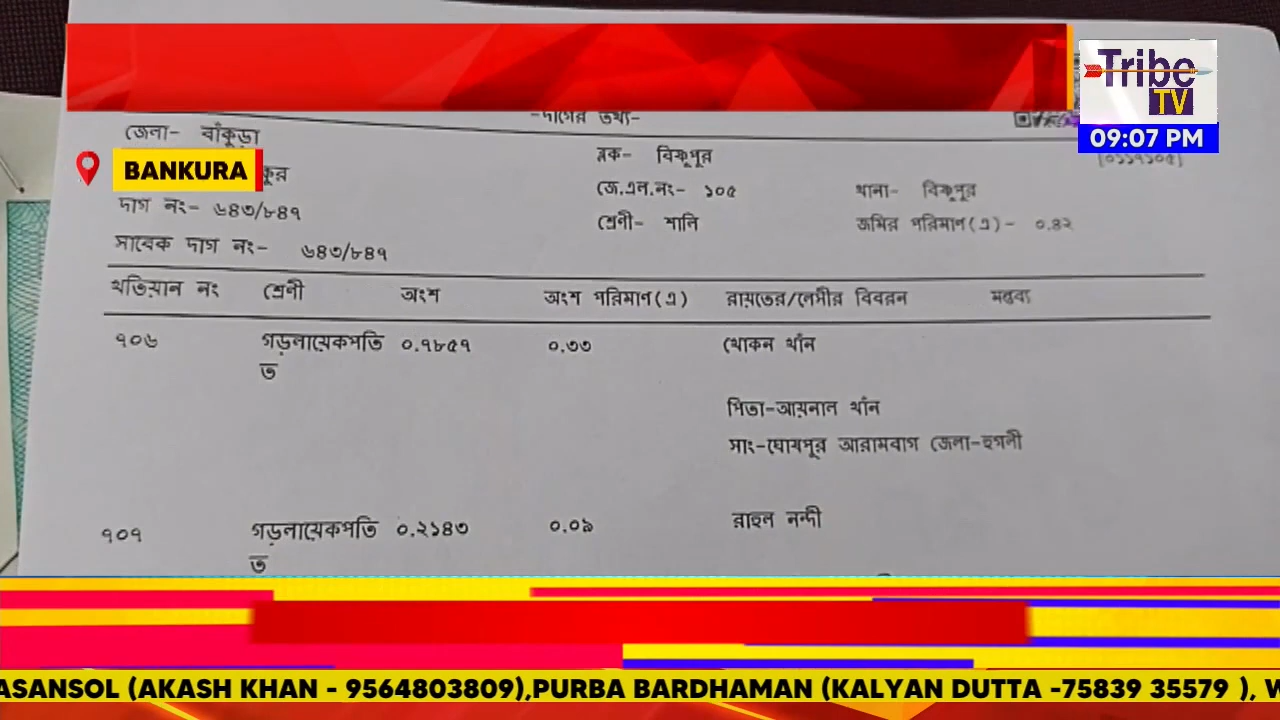 Tribe
TV
09:07 PM
-দাগের তথ্য-
জেলা- বাঁকুড়া
ব্লক- বিষ্ণুপুর
BANKURA
জে.এল.নং- ১০৫
থানা- বিষ্ণুপুর
দাগ নং- ৬৪৩/৮৪৭
শ্রেণী- শালি
জমির পরিমাণ(এ)- ০.৪২
সাবেক দাগ নং- ৬৪৩/৮৪৭
খতিয়ান নং শ্রেণী অংশ অংশ পরিমাণ(এ) রায়তের/লেসীর বিবরন মন্তব্য
৭০৬ গড়লায়েকপতি ০.৭৮৫৭ ০.৩৩ খোকন খাঁন
ত
পিতা-আয়নাল খাঁন
সাং-ঘোষপুর আরামবাগ জেলা-হুগলী
৭০৭ গড়লায়েকপতি ০.২১৪৩ ০.০৯ রাহুল নন্দী
ত
ASANSOL (AKASH KHAN - 9564803809),PURBA BARDHAMAN (KALYAN DUTTA -75839 35579 ), W